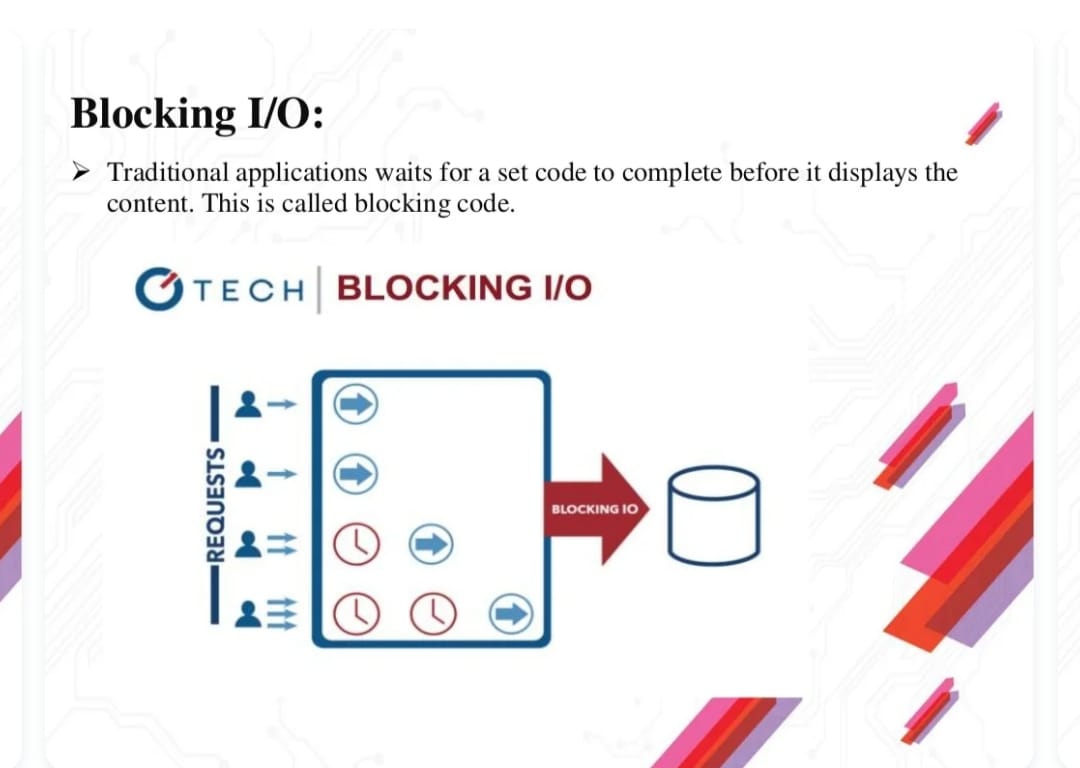 Blocking I/O:
➢ Traditional applications waits for a set code to complete before it displays the
content. This is called blocking code.
TECH | BLOCKING I/O
REQUESTS
BLOCKING IO